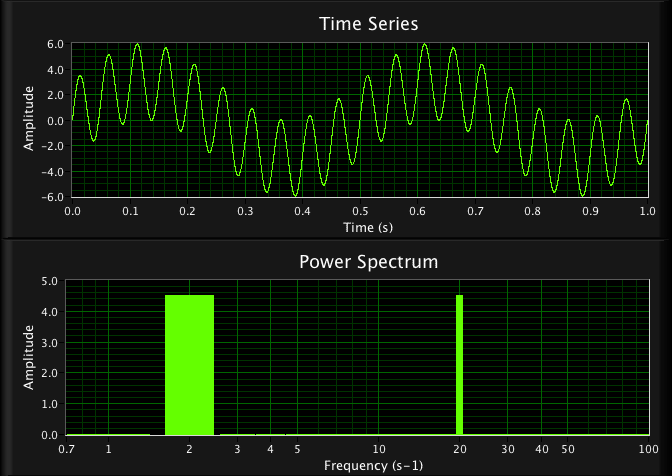 Time Series
Amplitude
6.0
4.0
2.0
0.0
−2.0
−4.0
−6.0
0.0 0.1 0.2 0.3 0.4 0.5 0.6 0.7 0.8 0.9 1.0
Time (s)
Power Spectrum
Amplitude
5.0
4.0
3.0
2.0
1.0
0.0
0.7 1 2 3 4 5 10 20 30 40 50 100
Frequency (s−1)